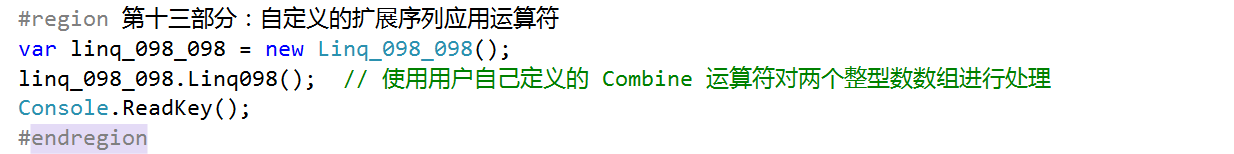 #region 第十三部分：自定义的扩展序列应用运算符
var linq_098_098 = new Linq_098_098();
linq_098_098.Linq098();  // 使用用户自己定义的 Combine 运算符对两个整型数数组进行处理
Console.ReadKey();
#endregion